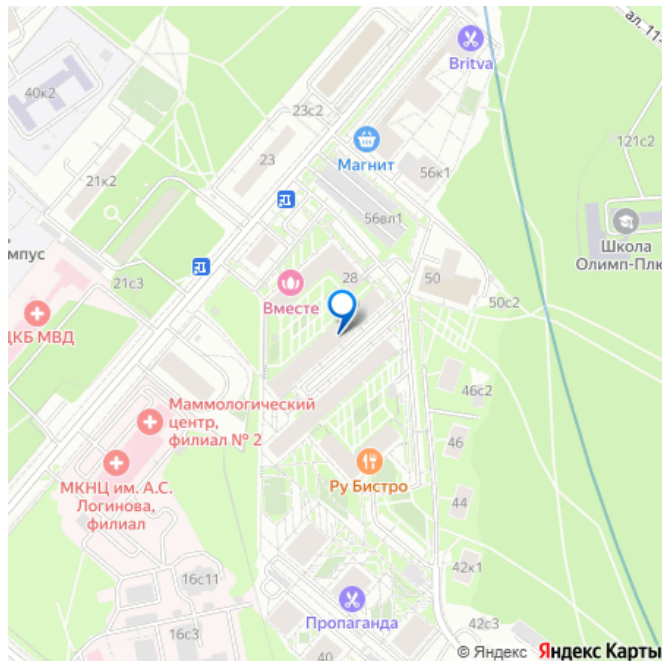 ал. 11-
Britva
40к2
23с2
121с2
23
Магнит
56к1
21к2
56вл1
Школа
Олимп-Плю
мпус
28
50
21с3
Вместе
50с2
ЦКБ МВД
46с2
Маммологический
центр,
филиал № 2
46
МКНЦ им. А.С.
Логинова,
филиал
Ру Бистро
44
42к1
16с11
Пропаганда
42с3
16с3
40
© Яндекс Яндекс Карты